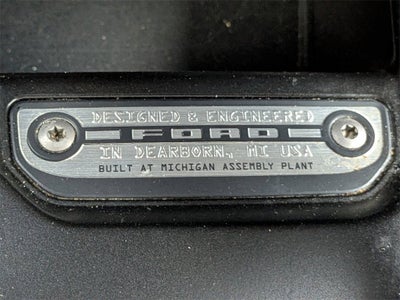 DESIGNED & ENGINEERED
FORD
IN DEARBORN, MI USA
BUILT AT MICHIGAN ASSEMBLY PLANT